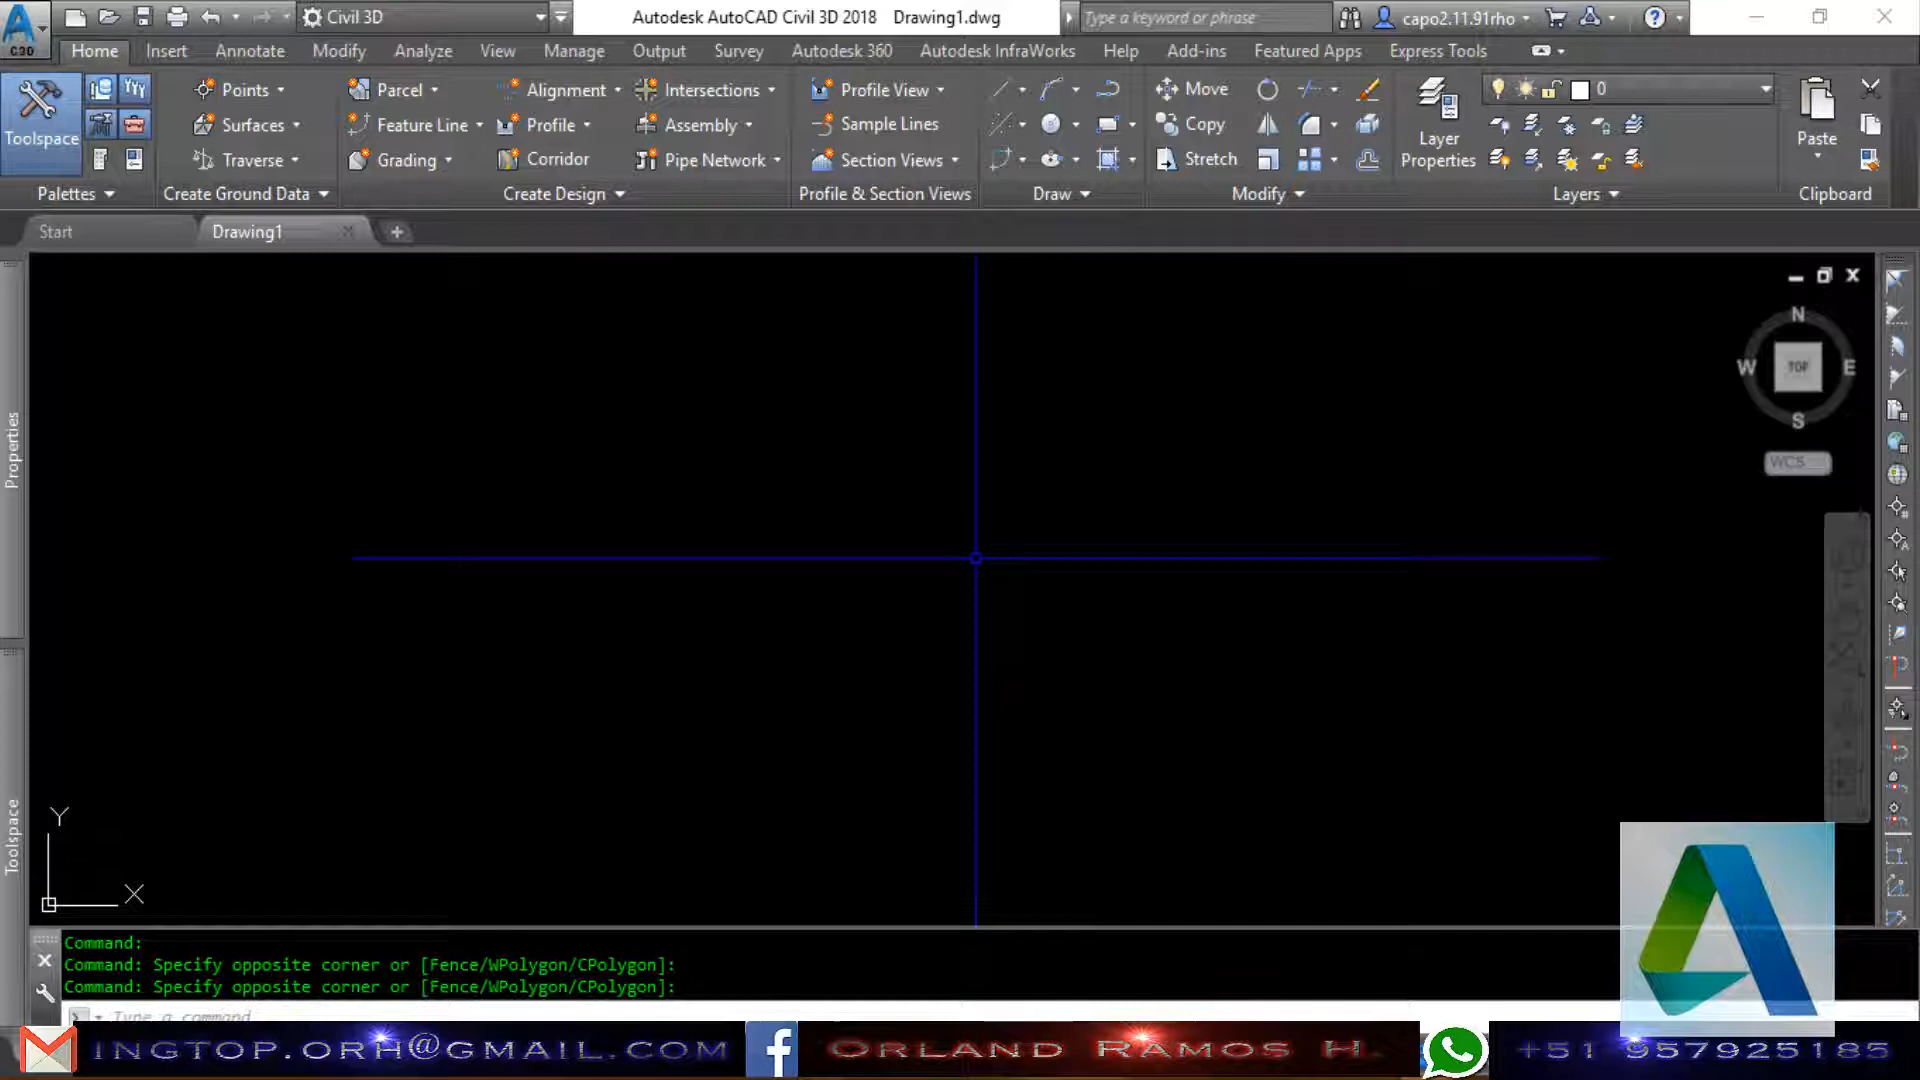 Civil 3D
Autodesk AutoCAD Civil 3D 2018 Drawing1.dwg
Type a keyword or phrase
capo2.11.91rho
C3D
Home Insert Annotate Modify Analyze View Manage Output Survey Autodesk 360 Autodesk InfraWorks Help Add-ins Featured Apps Express Tools
Points Parcel Alignment Intersections Profile View Move 0
Toolspace Surfaces Feature Line Profile Assembly Sample Lines Copy Layer Properties Paste
Traverse Grading Corridor Pipe Network Section Views Stretch
Palettes Create Ground Data Create Design Profile & Section Views Draw Modify Layers Clipboard
Start Drawing1
N
W TOP E
S
WCS
Properties
Toolspace
Y
X
Command:
Command: Specify opposite corner or [Fence/WPolygon/CPolygon]:
Command: Specify opposite corner or [Fence/WPolygon/CPolygon]:
Type a command
INGTOP.ORH@GMAIL.COM Orland Ramos H. +51 957925185